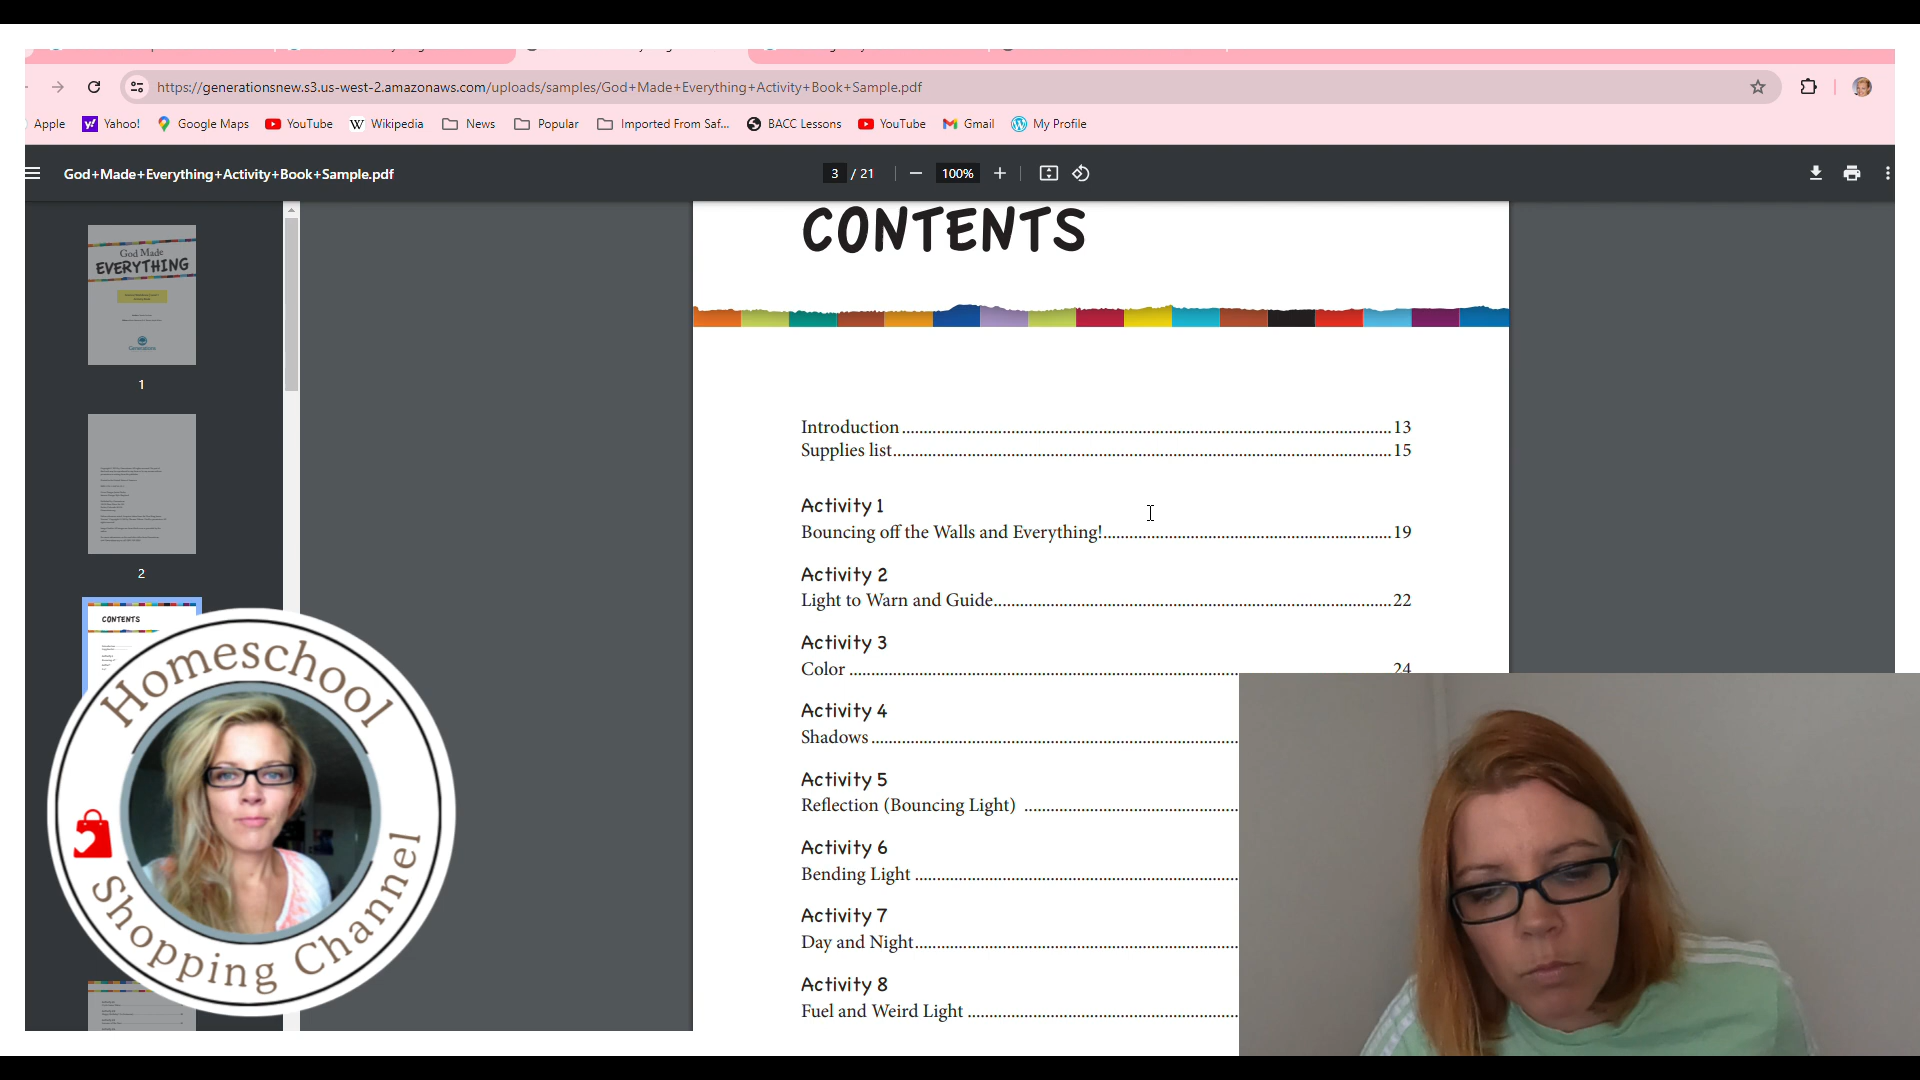 https://generationsnew.s3.us-west-2.amazonaws.com/uploads/samples/God+Made+Everything+Activity+Book+Sample.pdf
Apple Yahoo! Google Maps YouTube Wikipedia News Popular Imported From Saf... BACC Lessons YouTube Gmail My Profile
God+Made+Everything+Activity+Book+Sample.pdf 3 / 21 100%
God Made
EVERYTHING
Generations
1
2
CONTENTS
CONTENTS
Introduction 13
Supplies list 15
Activity 1
Bouncing off the Walls and Everything! 19
Activity 2
Light to Warn and Guide 22
Activity 3
Color 24
Activity 4
Shadows
Activity 5
Reflection (Bouncing Light)
Activity 6
Bending Light
Activity 7
Day and Night
Activity 8
Fuel and Weird Light
Homeschool
Shopping Channel